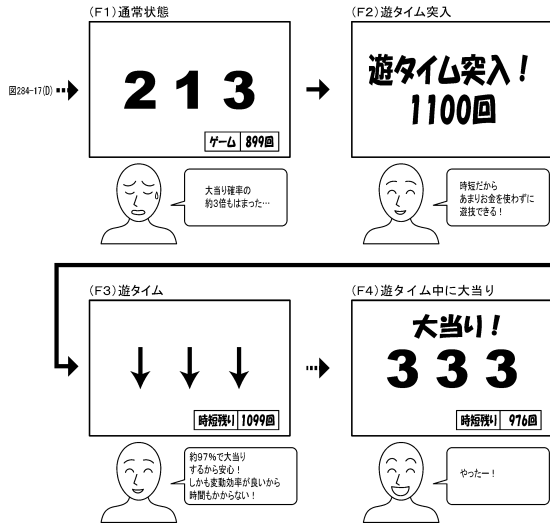 (F1)通常状態
図284-17(D)
2 1 3
ゲーム 899回
大当り確率の
約3倍もはまった…
(F2)遊タイム突入
遊タイム突入！
1100回
時短だから
あまりお金を使わずに
遊技できる！
(F3)遊タイム
時短残り 1099回
約97%で大当り
するから安心！
しかも変動効率が良いから
時間もかからない！
(F4)遊タイム中に大当り
大当り！
3 3 3
時短残り 976回
やったー！